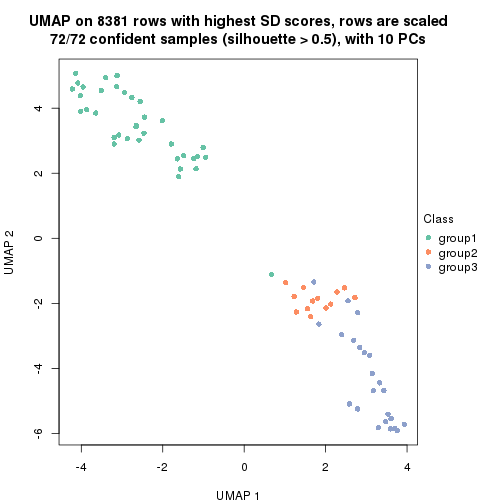 UMAP on 8381 rows with highest SD scores, rows are scaled
72/72 confident samples (silhouette > 0.5), with 10 PCs
4
2
0
-2
-4
-6
UMAP 2
-4
-2
0
2
4
UMAP 1
Class
group1
group2
group3